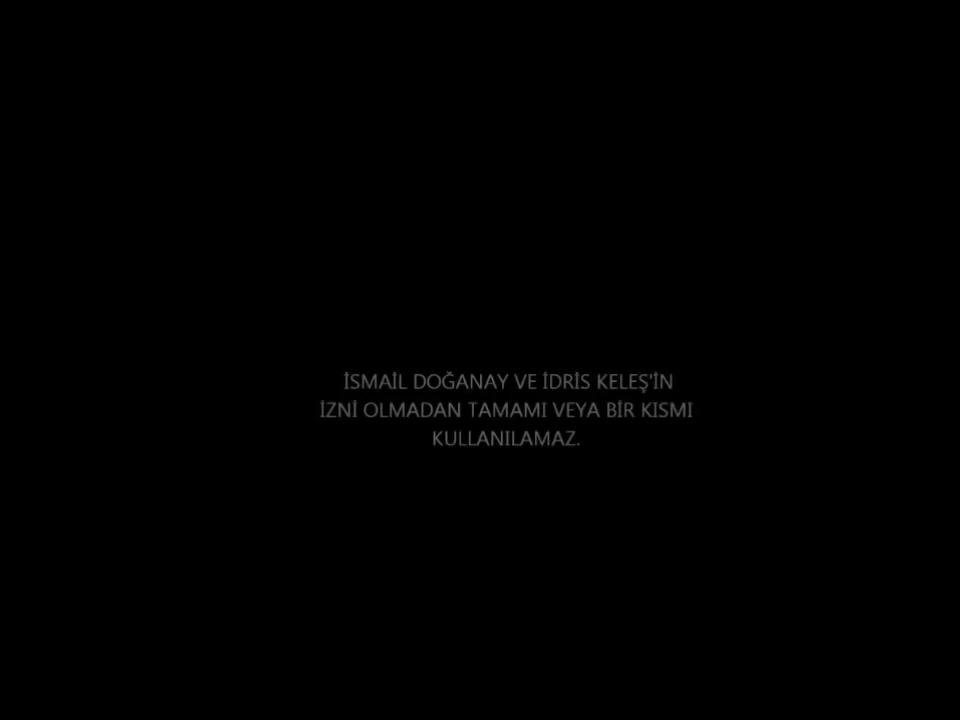 İSMAİL DOĞANAY VE İDRİS KELEŞ'İN
İZNİ OLMADAN TAMAMI VEYA BİR KISMI
KULLANILAMAZ.